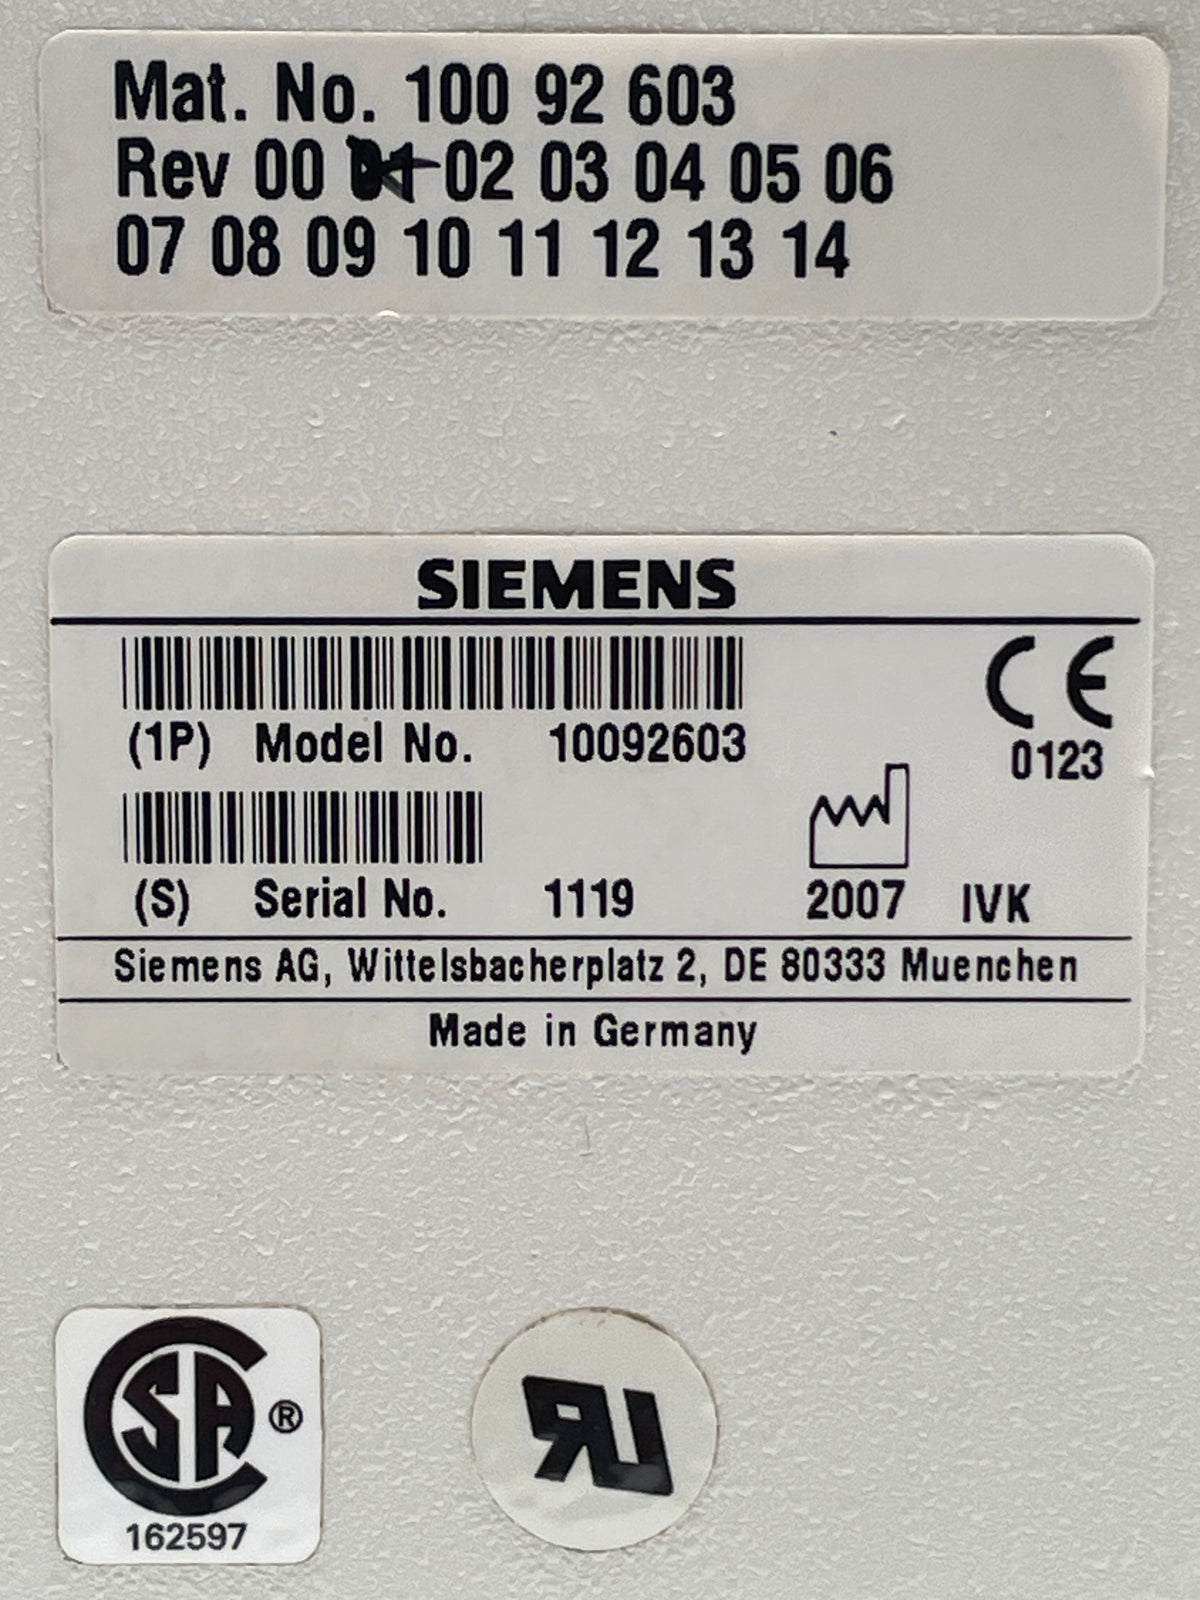 Mat. No. 100 92 603
Rev 00 01 02 03 04 05 06
07 08 09 10 11 12 13 14
SIEMENS
(1P) Model No. 10092603
CE
0123
(S) Serial No. 1119
2007 IVK
Siemens AG, Wittelsbacherplatz 2, DE 80333 Muenchen
Made in Germany
CSA ®
162597
RU